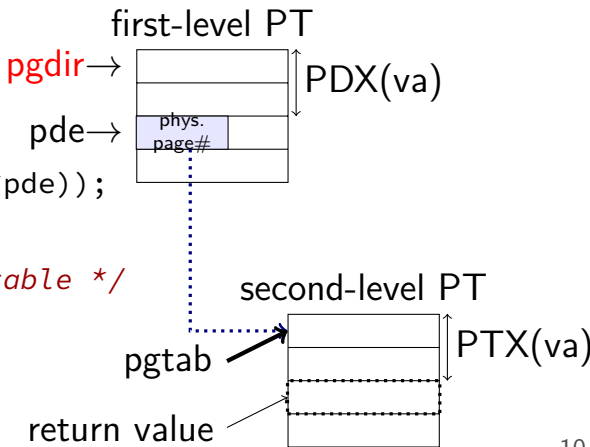 first-level PT
pgdir→
PDX(va)
pde→
phys.
page#
pde));
able */
second-level PT
pgtab
PTX(va)
return value